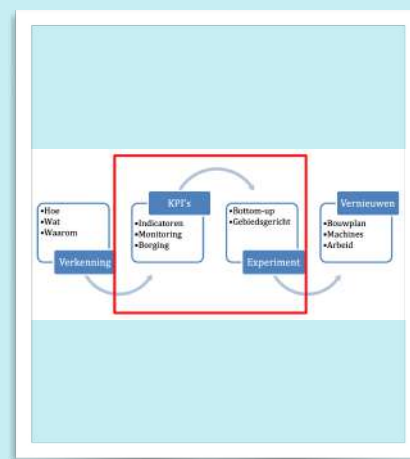 •Hoe
•Wat
•Waarom
Verkenning
KPI's
•Indicatoren
•Monitoring
•Borging
•Bottom-up
•Gebiedsgericht
Experiment
Vernieuwen
•Bouwplan
•Machines
•Arbeid